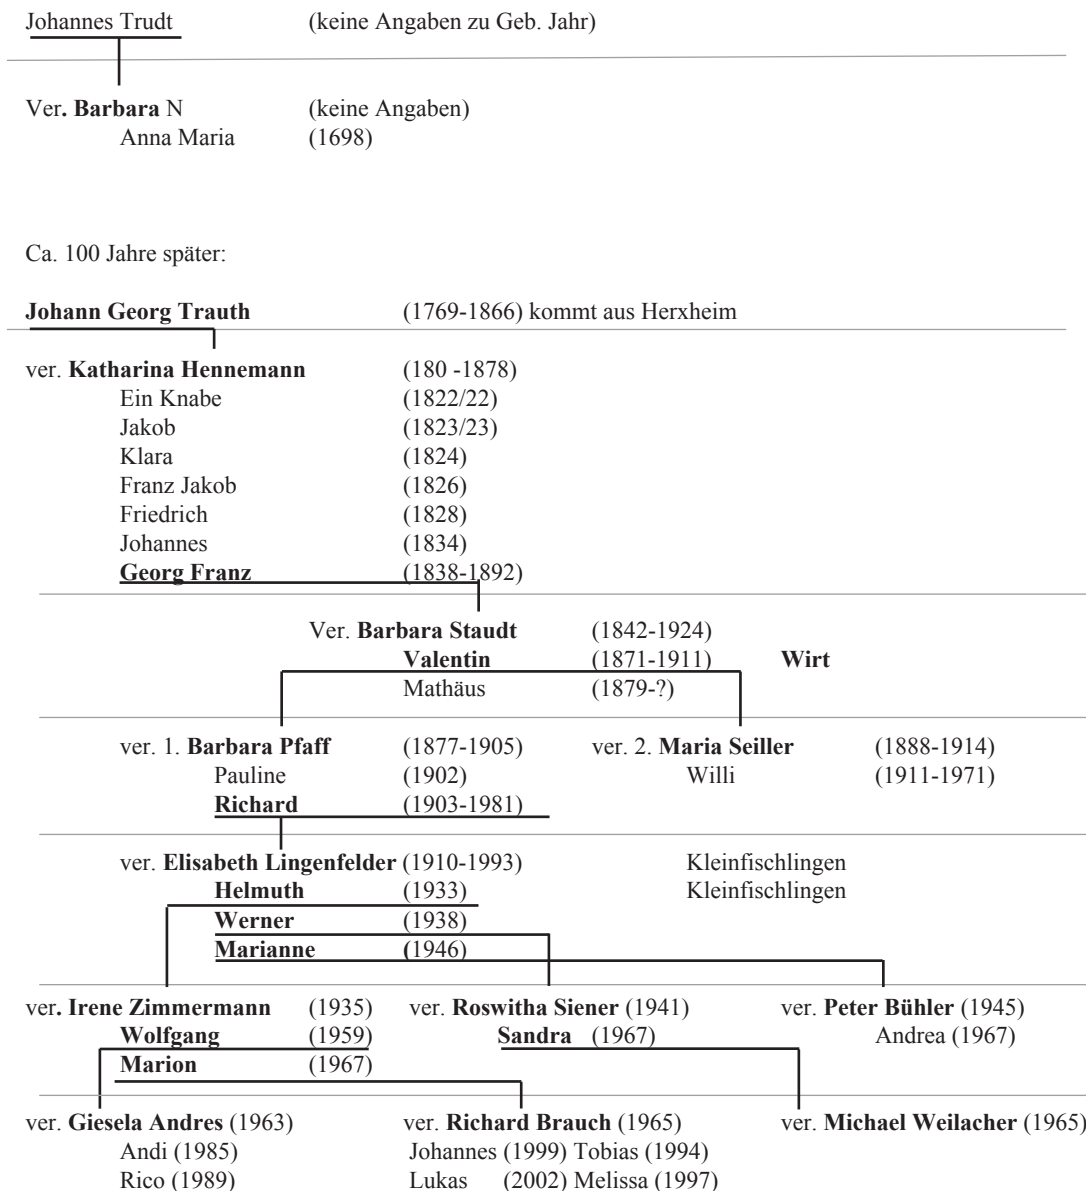 Johannes Trudt (keine Angaben zu Geb. Jahr)
Ver. Barbara N (keine Angaben)
Anna Maria (1698)
Ca. 100 Jahre später:
Johann Georg Trauth (1769-1866) kommt aus Herxheim
ver. Katharina Hennemann (180 -1878)
Ein Knabe (1822/22)
Jakob (1823/23)
Klara (1824)
Franz Jakob (1826)
Friedrich (1828)
Johannes (1834)
Georg Franz (1838-1892)
Ver. Barbara Staudt (1842-1924)
Valentin (1871-1911) Wirt
Mathäus (1879-?)
ver. 1. Barbara Pfaff (1877-1905) ver. 2. Maria Seiller (1888-1914)
Pauline (1902) Willi (1911-1971)
Richard (1903-1981)
ver. Elisabeth Lingenfelder (1910-1993) Kleinfischlingen
Helmuth (1933) Kleinfischlingen
Werner (1938)
Marianne (1946)
ver. Irene Zimmermann (1935) ver. Roswitha Siener (1941) ver. Peter Bühler (1945)
Wolfgang (1959) Sandra (1967) Andrea (1967)
Marion (1967)
ver. Giesela Andres (1963) ver. Richard Brauch (1965) ver. Michael Weilacher (1965)
Andi (1985) Johannes (1999) Tobias (1994)
Rico (1989) Lukas (2002) Melissa (1997)